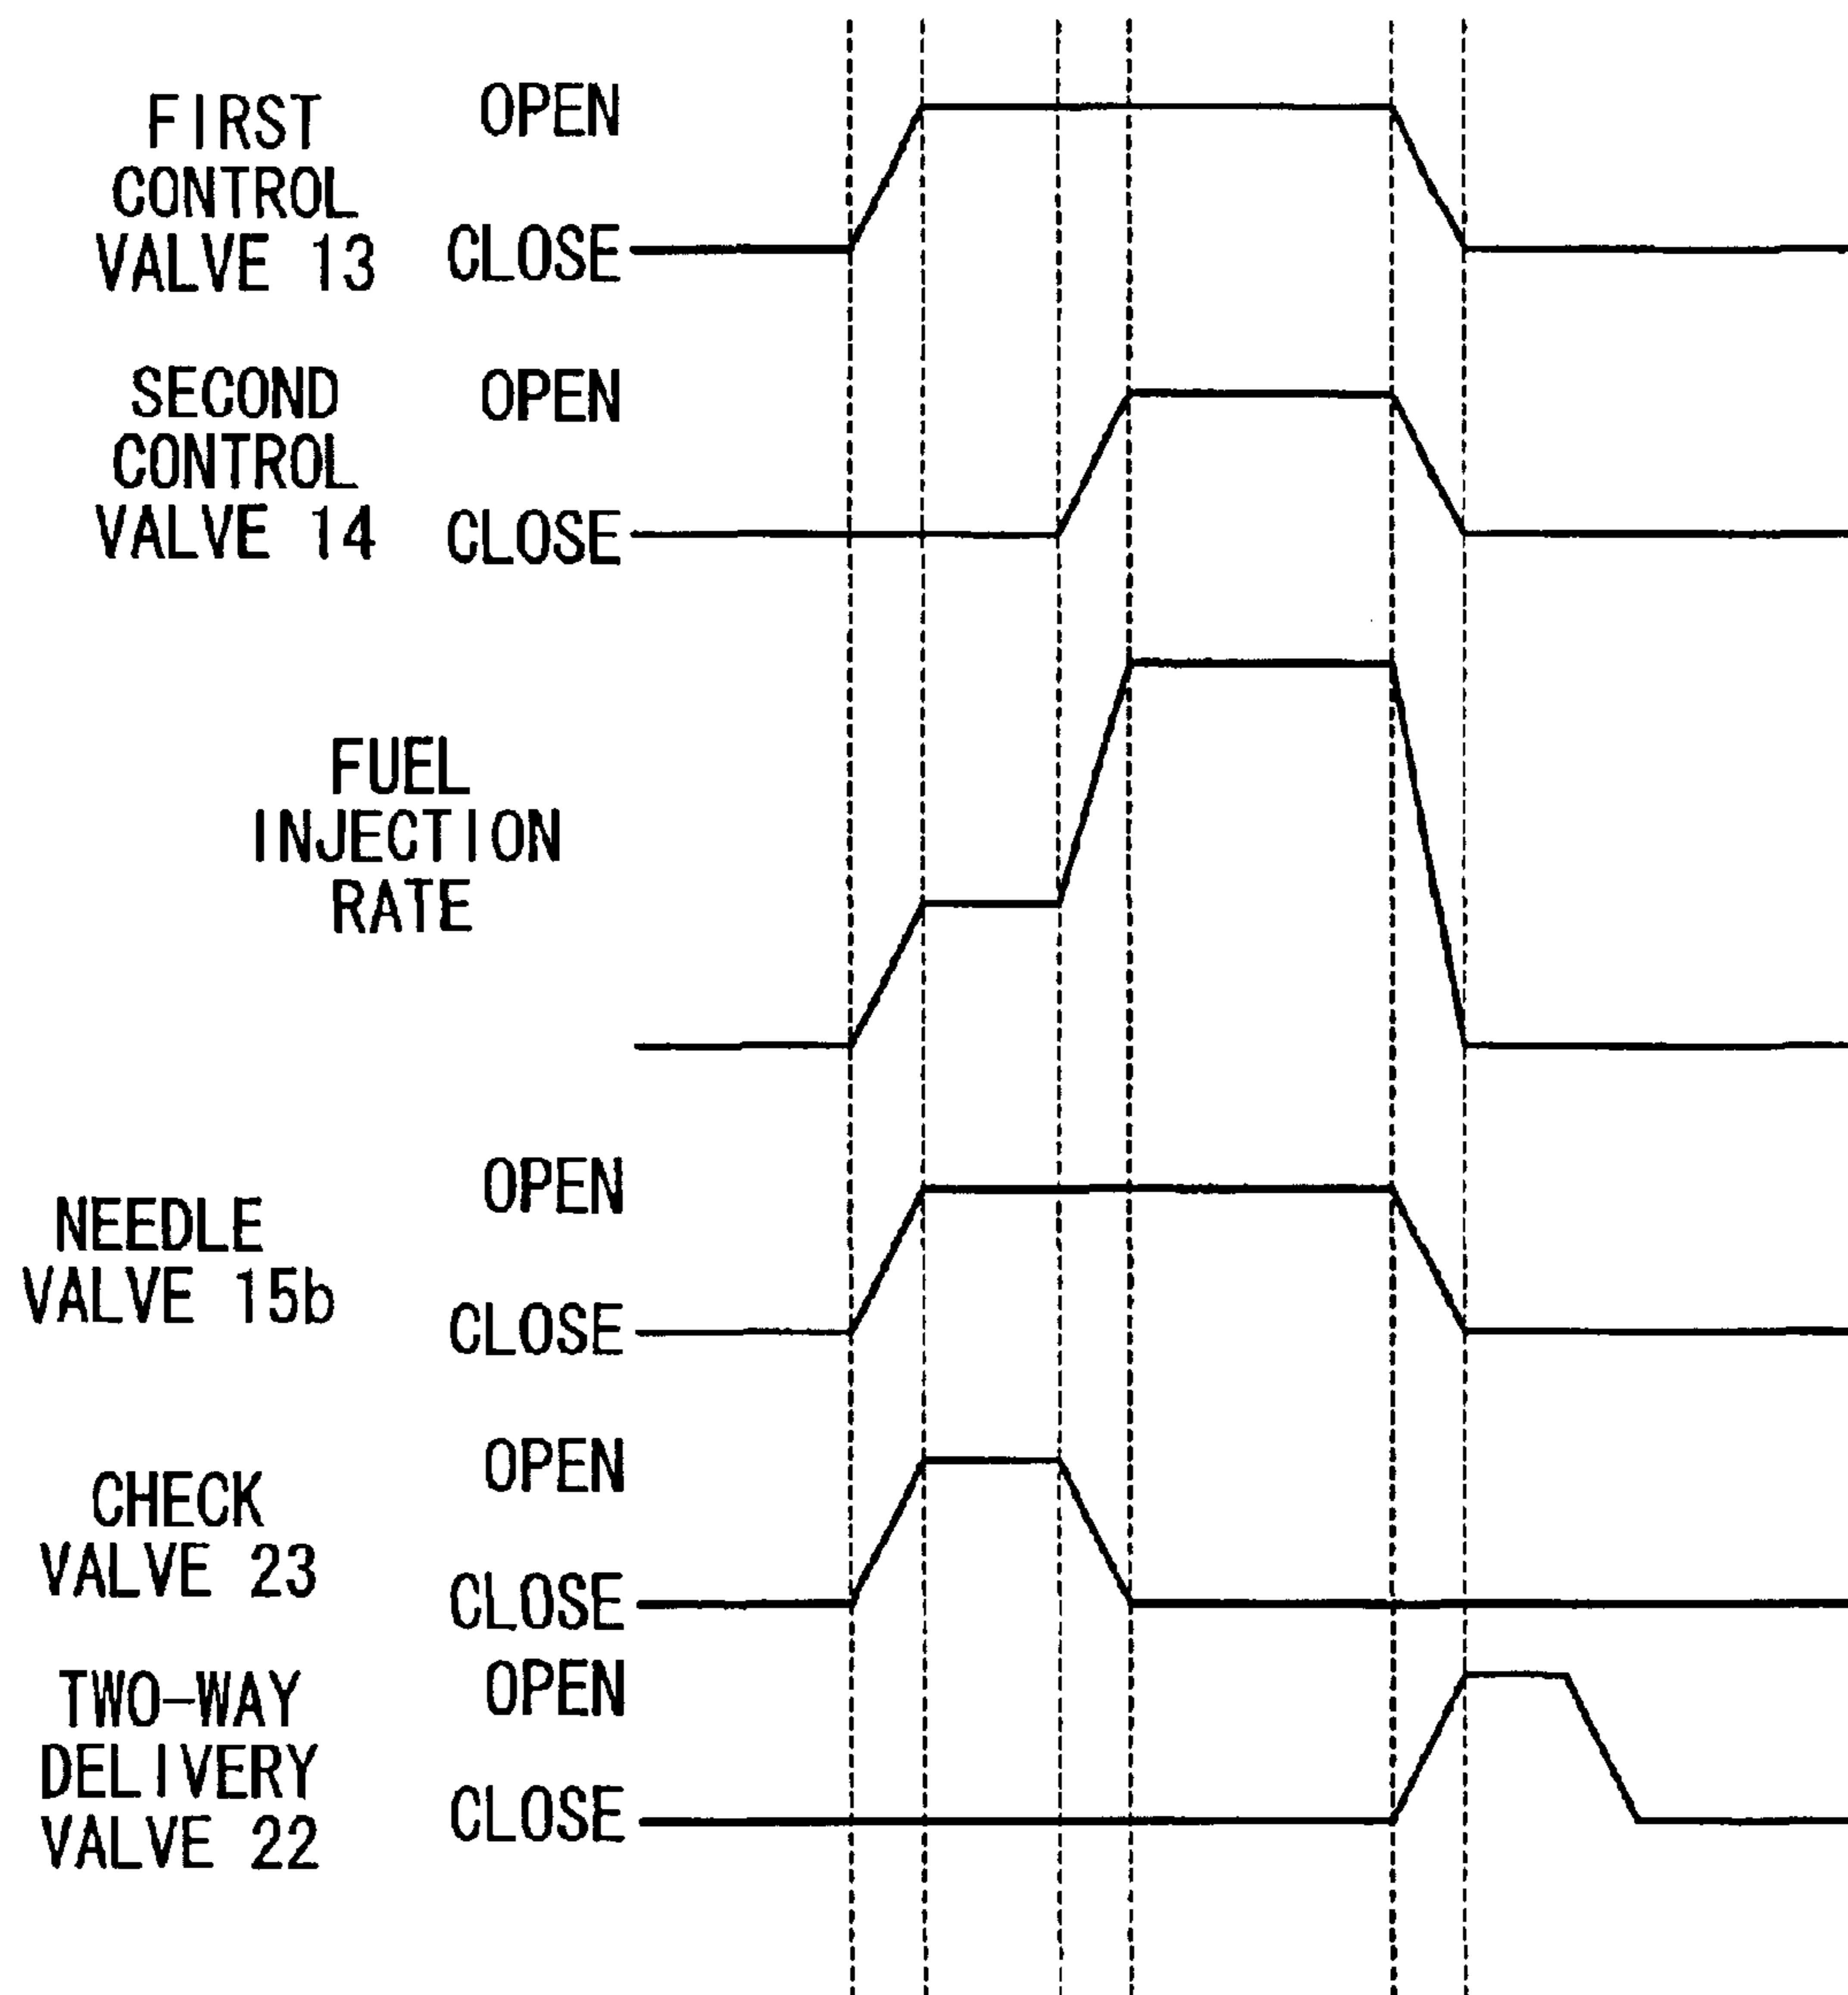 FIRST
CONTROL
VALVE 13
OPEN
CLOSE
SECOND
CONTROL
VALVE 14
OPEN
CLOSE
FUEL
INJECTION
RATE
NEEDLE
VALVE 15b
OPEN
CLOSE
CHECK
VALVE 23
OPEN
CLOSE
TWO-WAY
DELIVERY
VALVE 22
OPEN
CLOSE